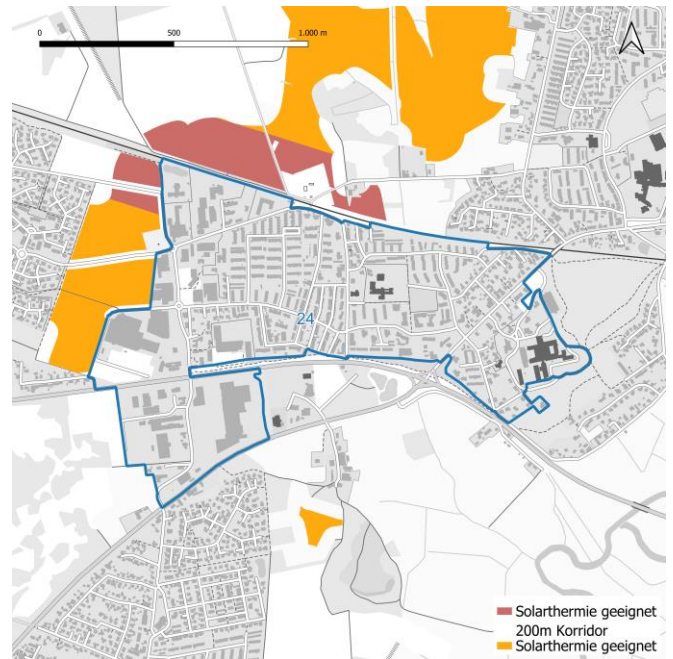 0 500 1.000 m
24
Solarthermie geeignet
200m Korridor
Solarthermie geeignet